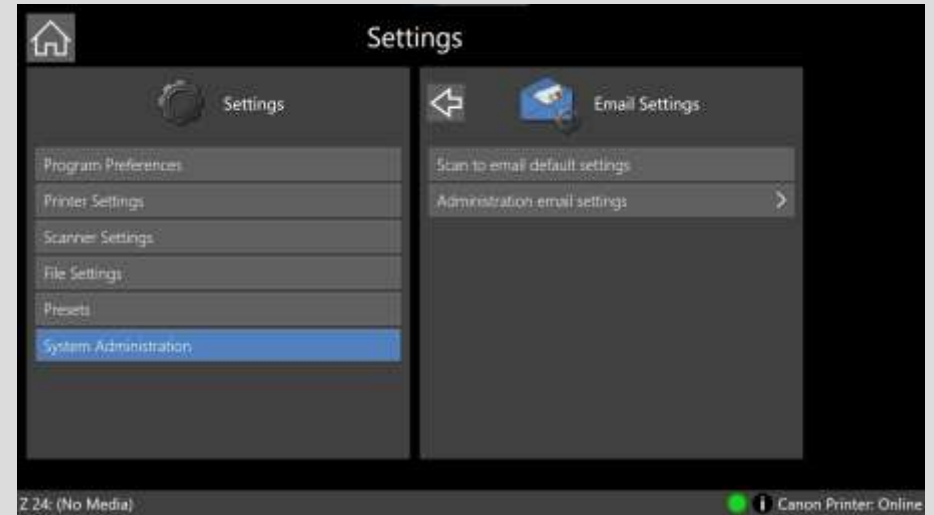 Settings
Settings
Program Preferences
Printer Settings
Scanner Settings
File Settings
Presets
System Administration
Email Settings
Scan to email default settings
Administration email settings
Z 24: (No Media)
Canon Printer: Online